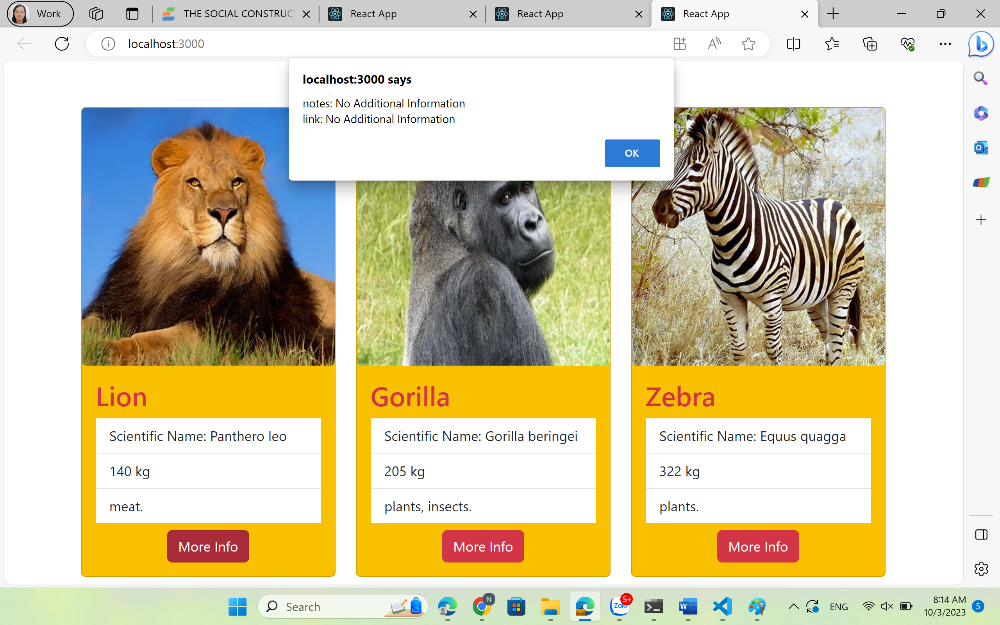 Work
THE SOCIAL CONSTRUC
React App
React App
React App
localhost:3000
localhost:3000 says
notes: No Additional Information
link: No Additional Information
OK
Lion
Scientific Name: Panthero leo
140 kg
meat.
More Info
Gorilla
Scientific Name: Gorilla beringei
205 kg
plants, insects.
More Info
Zebra
Scientific Name: Equus quagga
322 kg
plants.
More Info
Search
N
5+
Zalo
W
ENG
8:14 AM
10/3/2023
5